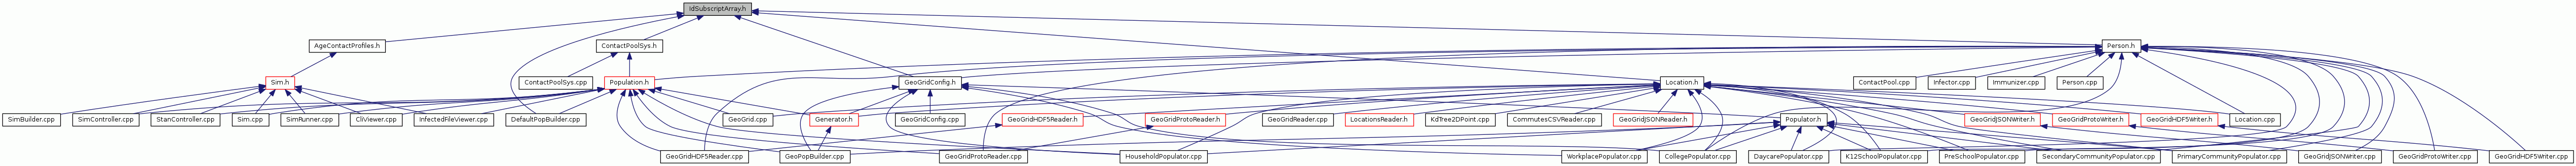 IdSubscriptArray.h
AgeContactProfiles.h
ContactPoolSys.h
Person.h
Sim.h
ContactPoolSys.cpp
Population.h
GeoGridConfig.h
Location.h
ContactPool.cpp
Infector.cpp
Immunizer.cpp
Person.cpp
SimBuilder.cpp
SimController.cpp
StanController.cpp
Sim.cpp
SimRunner.cpp
CliViewer.cpp
InfectedFileViewer.cpp
DefaultPopBuilder.cpp
GeoGrid.cpp
Generator.h
GeoGridConfig.cpp
GeoGridHDF5Reader.h
GeoGridProtoReader.h
GeoGridReader.cpp
LocationsReader.h
KdTree2DPoint.cpp
CommutesCSVReader.cpp
GeoGridJSONReader.h
Populator.h
GeoGridJSONWriter.h
GeoGridProtoWriter.h
GeoGridHDF5Writer.h
Location.cpp
GeoGridHDF5Reader.cpp
GeoPopBuilder.cpp
GeoGridProtoReader.cpp
HouseholdPopulator.cpp
WorkplacePopulator.cpp
CollegePopulator.cpp
DaycarePopulator.cpp
K12SchoolPopulator.cpp
PreSchoolPopulator.cpp
SecondaryCommunityPopulator.cpp
PrimaryCommunityPopulator.cpp
GeoGridJSONWriter.cpp
GeoGridProtoWriter.cpp
GeoGridHDF5Writer.cpp